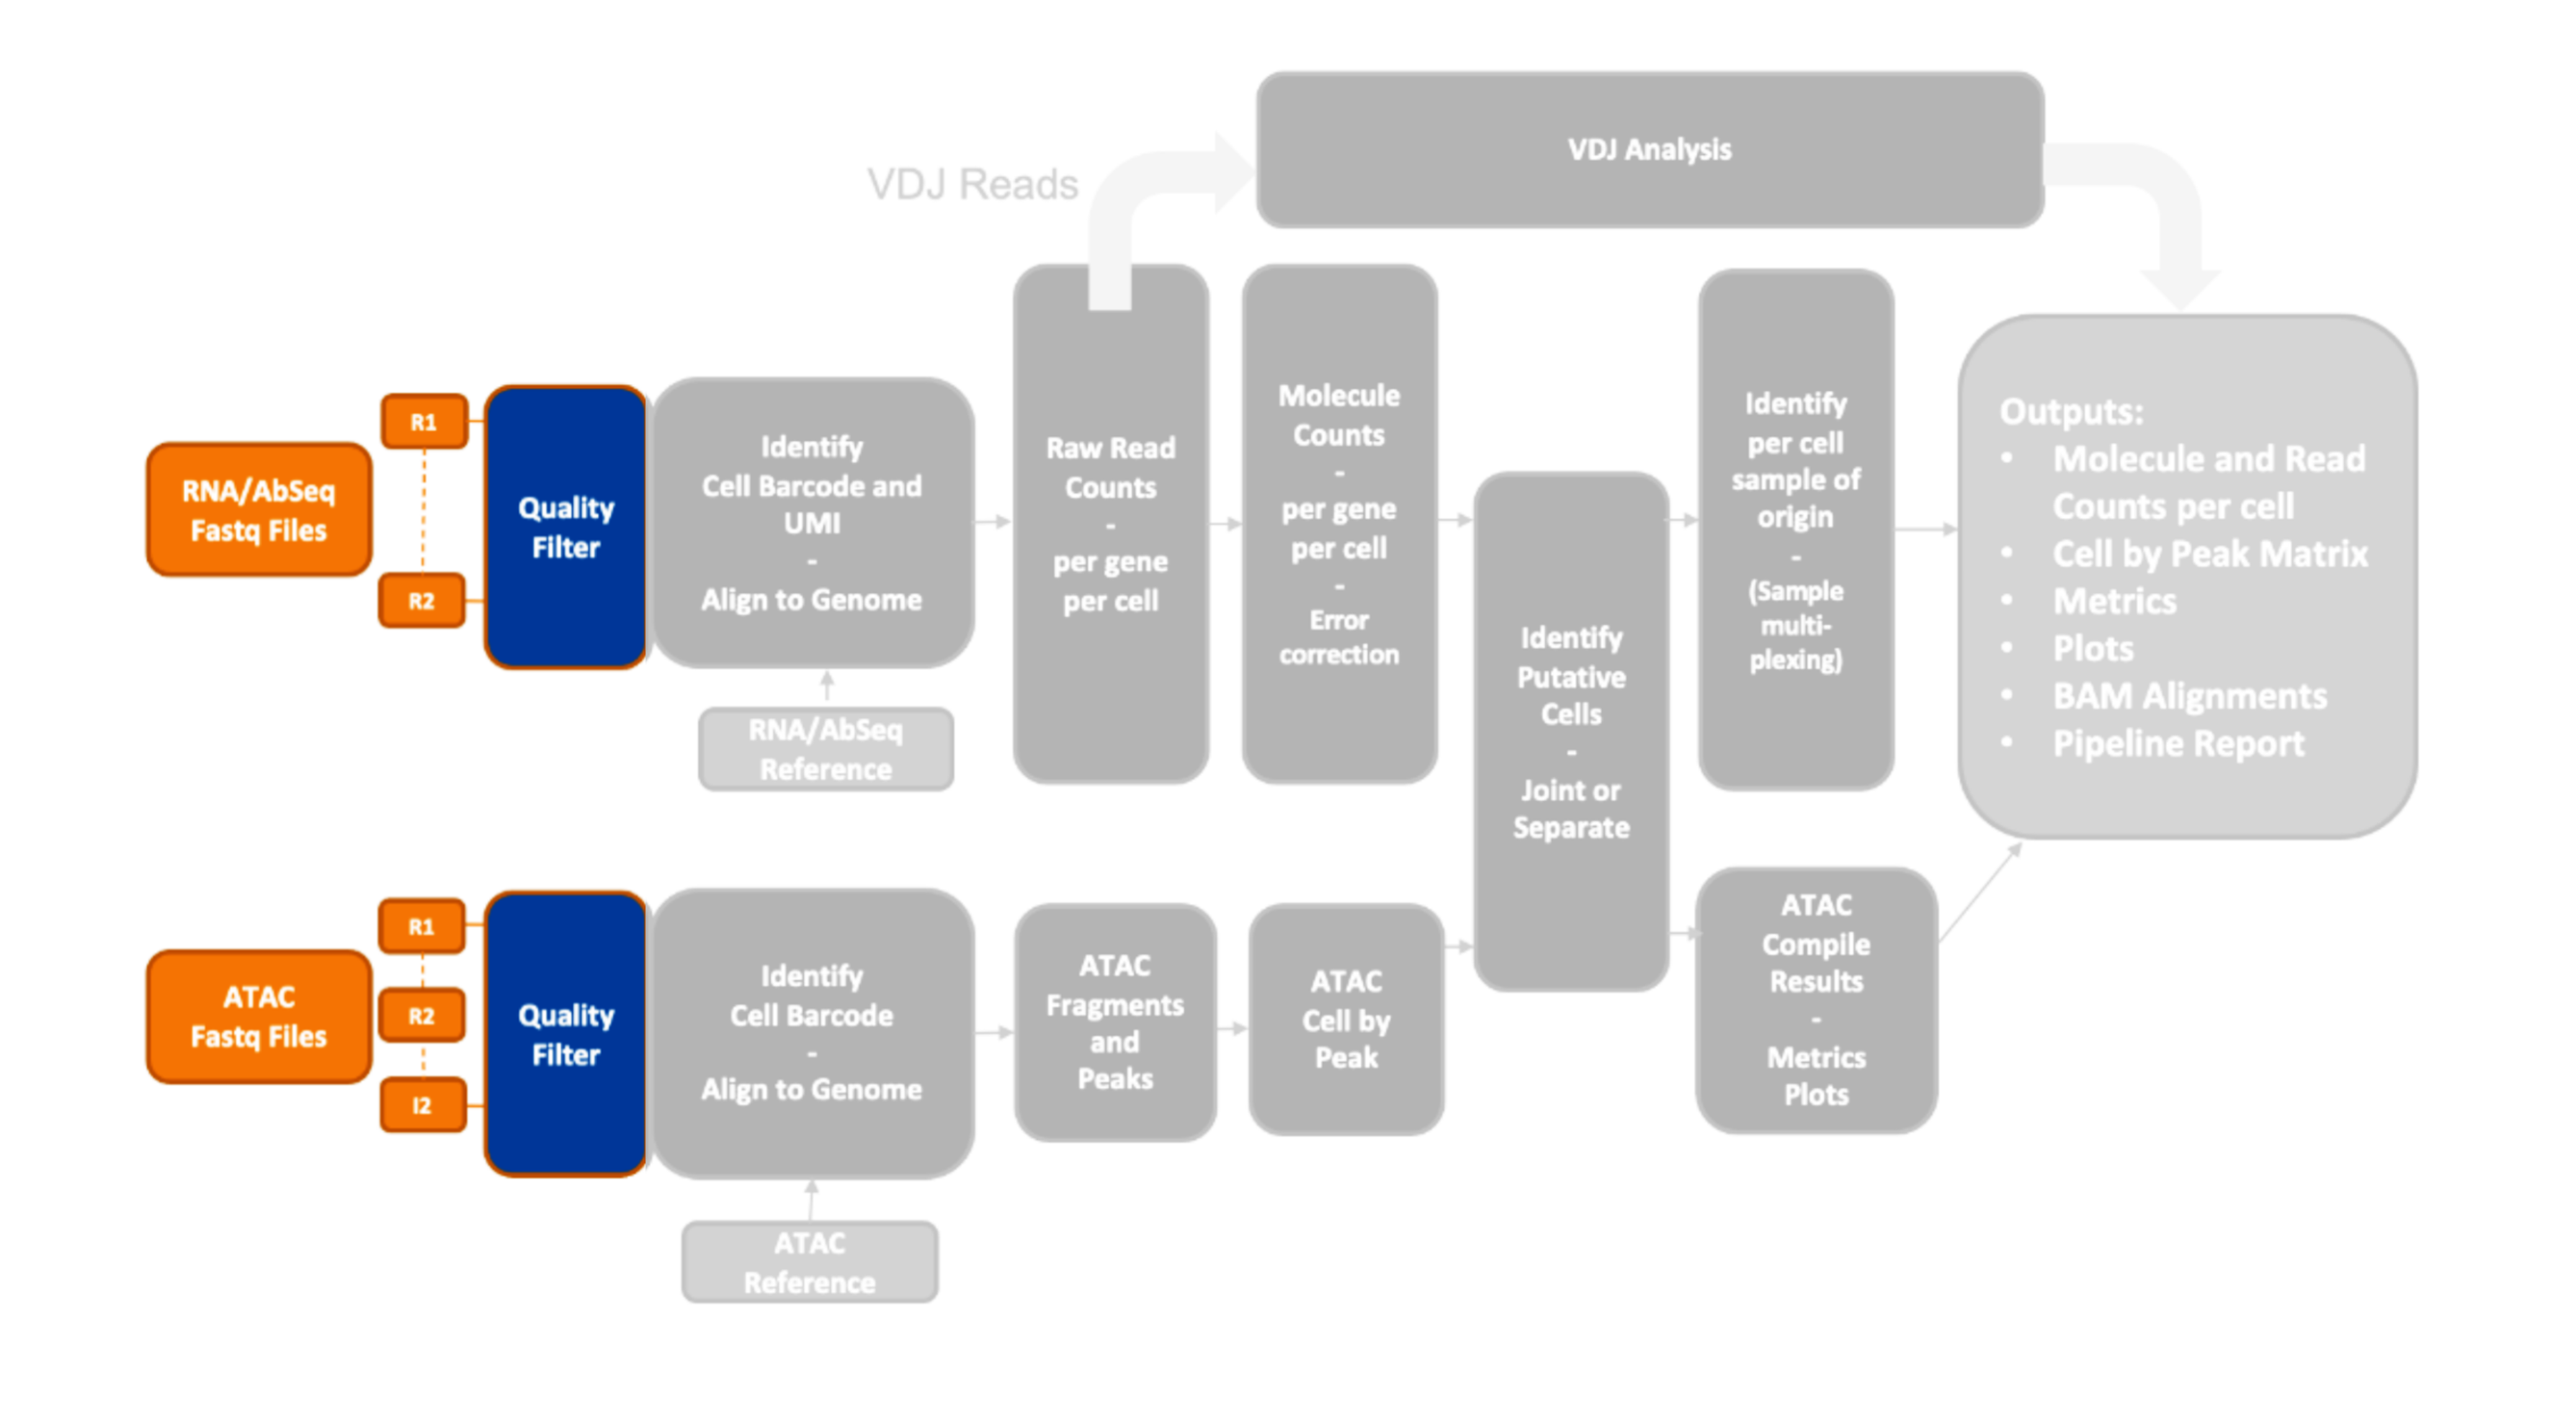 VDJ Analysis
VDJ Reads
RNA/AbSeq
Fastq Files
R1
R2
Quality
Filter
Identify
Cell Barcode and
UMI
-
Align to Genome
RNA/AbSeq
Reference
Raw Read
Counts
-
per gene
per cell
Molecule
Counts
-
per gene
per cell
-
Error
correction
Identify
Putative
Cells
-
Joint or
Separate
Identify
per cell
sample of
origin
-
(Sample
multi-
plexing)
Outputs:
• Molecule and Read
Counts per cell
• Cell by Peak Matrix
• Metrics
• Plots
• BAM Alignments
• Pipeline Report
ATAC
Fastq Files
R1
R2
I2
Quality
Filter
Identify
Cell Barcode
-
Align to Genome
ATAC
Reference
ATAC
Fragments
and
Peaks
ATAC
Cell by
Peak
ATAC
Compile
Results
-
Metrics
Plots